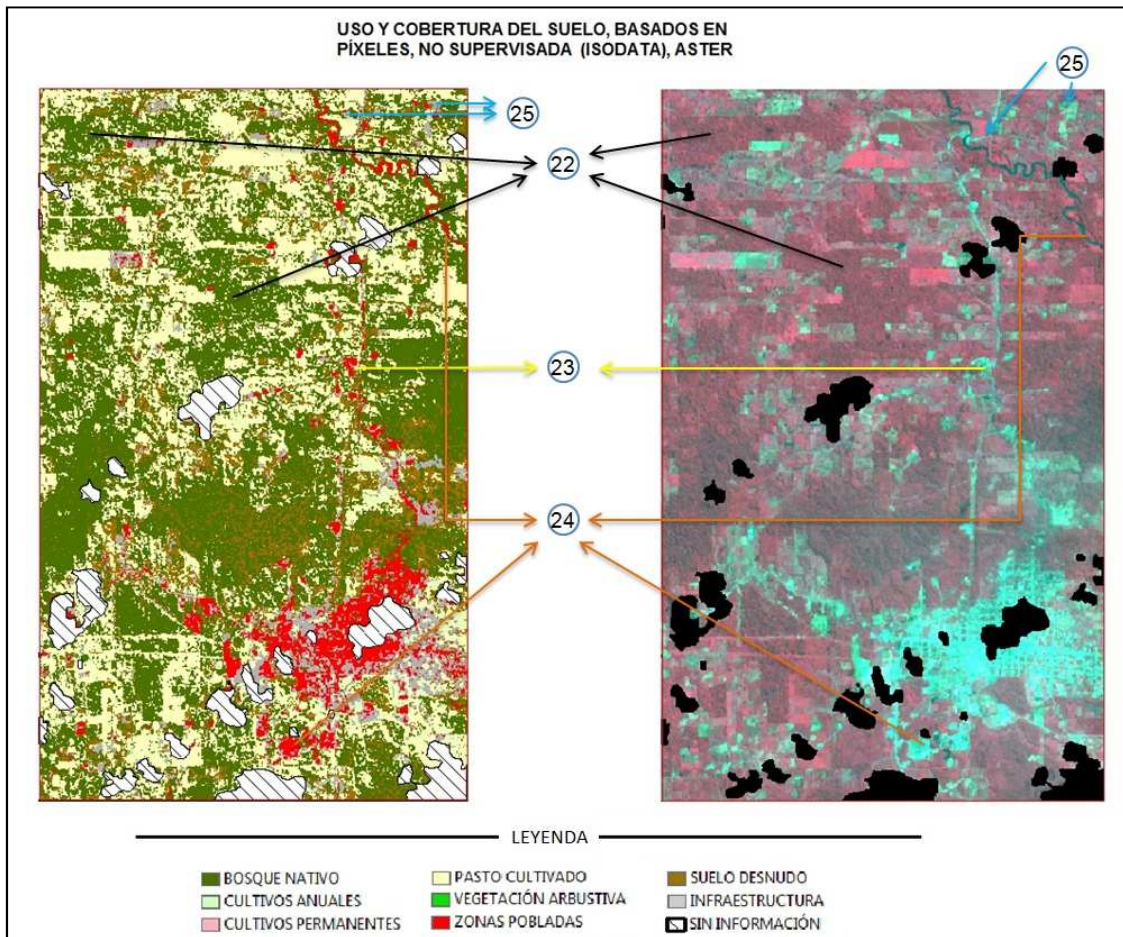 USO Y COBERTURA DEL SUELO, BASADOS EN
PÍXELES, NO SUPERVISADA (ISODATA), ASTER
25
25
22
23
24
LEYENDA
BOSQUE NATIVO
PASTO CULTIVADO
SUELO DESNUDO
CULTIVOS ANUALES
VEGETACIÓN ARBUSTIVA
INFRAESTRUCTURA
CULTIVOS PERMANENTES
ZONAS POBLADAS
SIN INFORMACIÓN